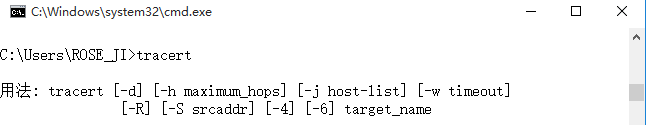 C:\Windows\system32\cmd.exe
C:\Users\ROSE_JI>tracert
用法: tracert [-d] [-h maximum_hops] [-j host-list] [-w timeout]
[-R] [-S srcaddr] [-4] [-6] target_name